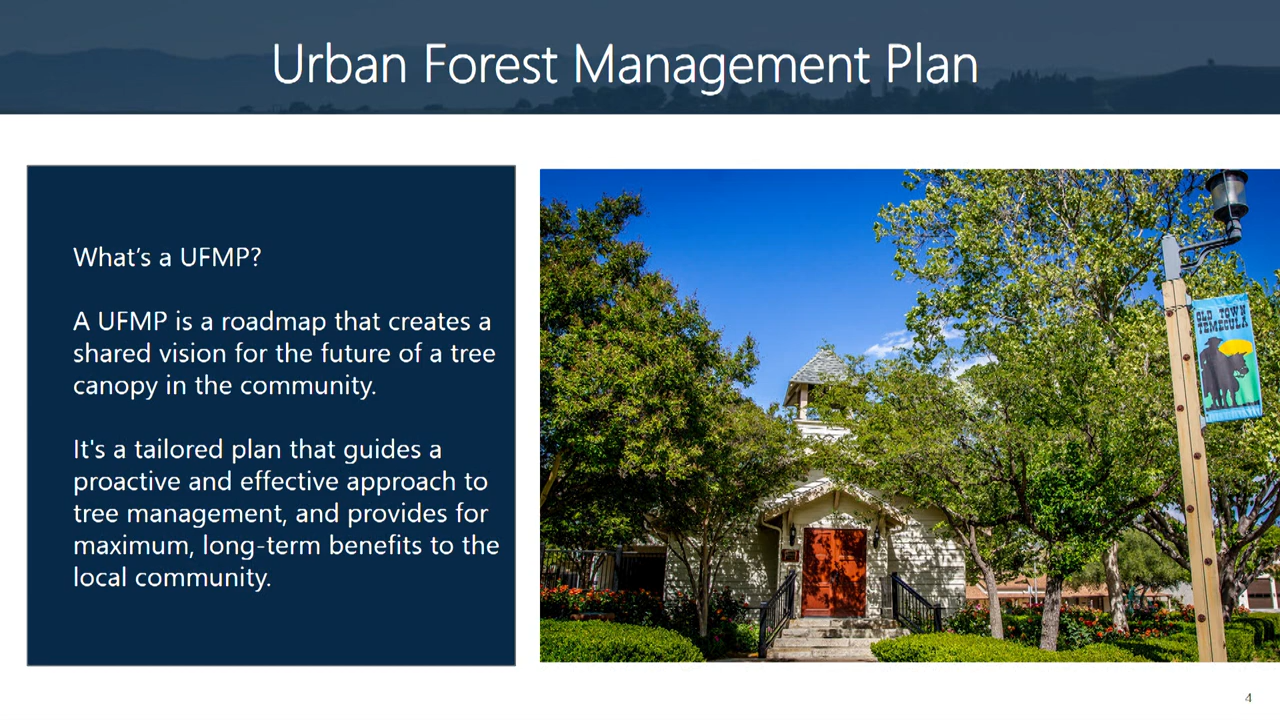 Urban Forest Management Plan
What’s a UFMP?
A UFMP is a roadmap that creates a
shared vision for the future of a tree
canopy in the community.
It's a tailored plan that guides a
proactive and effective approach to
tree management, and provides for
maximum, long-term benefits to the
local community.
OLD TOWN
TEMECULA
4